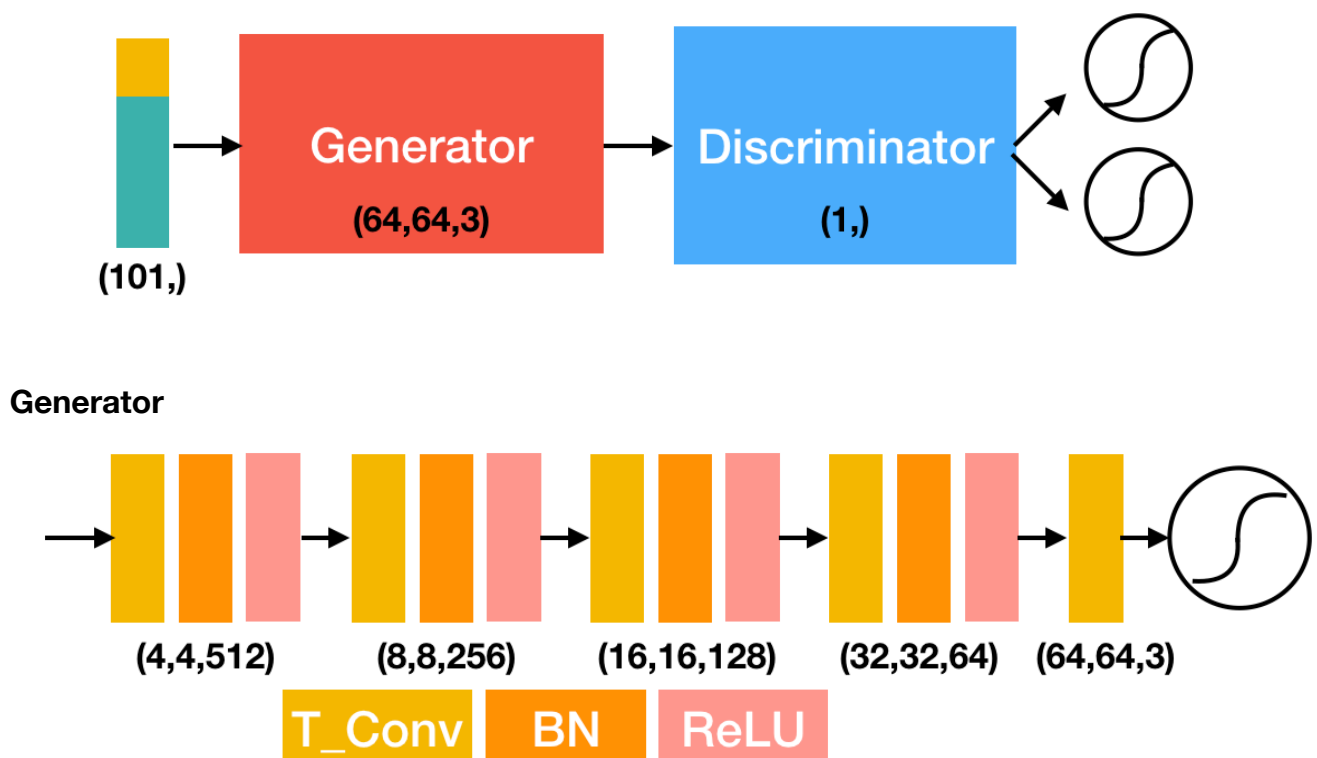 Generator
Discriminator
(64,64,3)
(1,)
(101,)
Generator
(4,4,512)
(8,8,256)
(16,16,128)
(32,32,64)
(64,64,3)
T_Conv
BN
ReLU